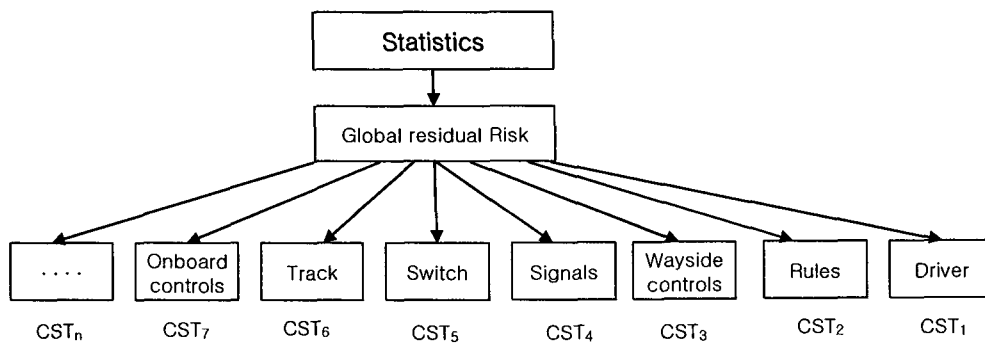 Statistics
Global residual Risk
....
Onboard
controls
Track
Switch
Signals
Wayside
controls
Rules
Driver
CSTn
CST7
CST6
CST5
CST4
CST3
CST2
CST1